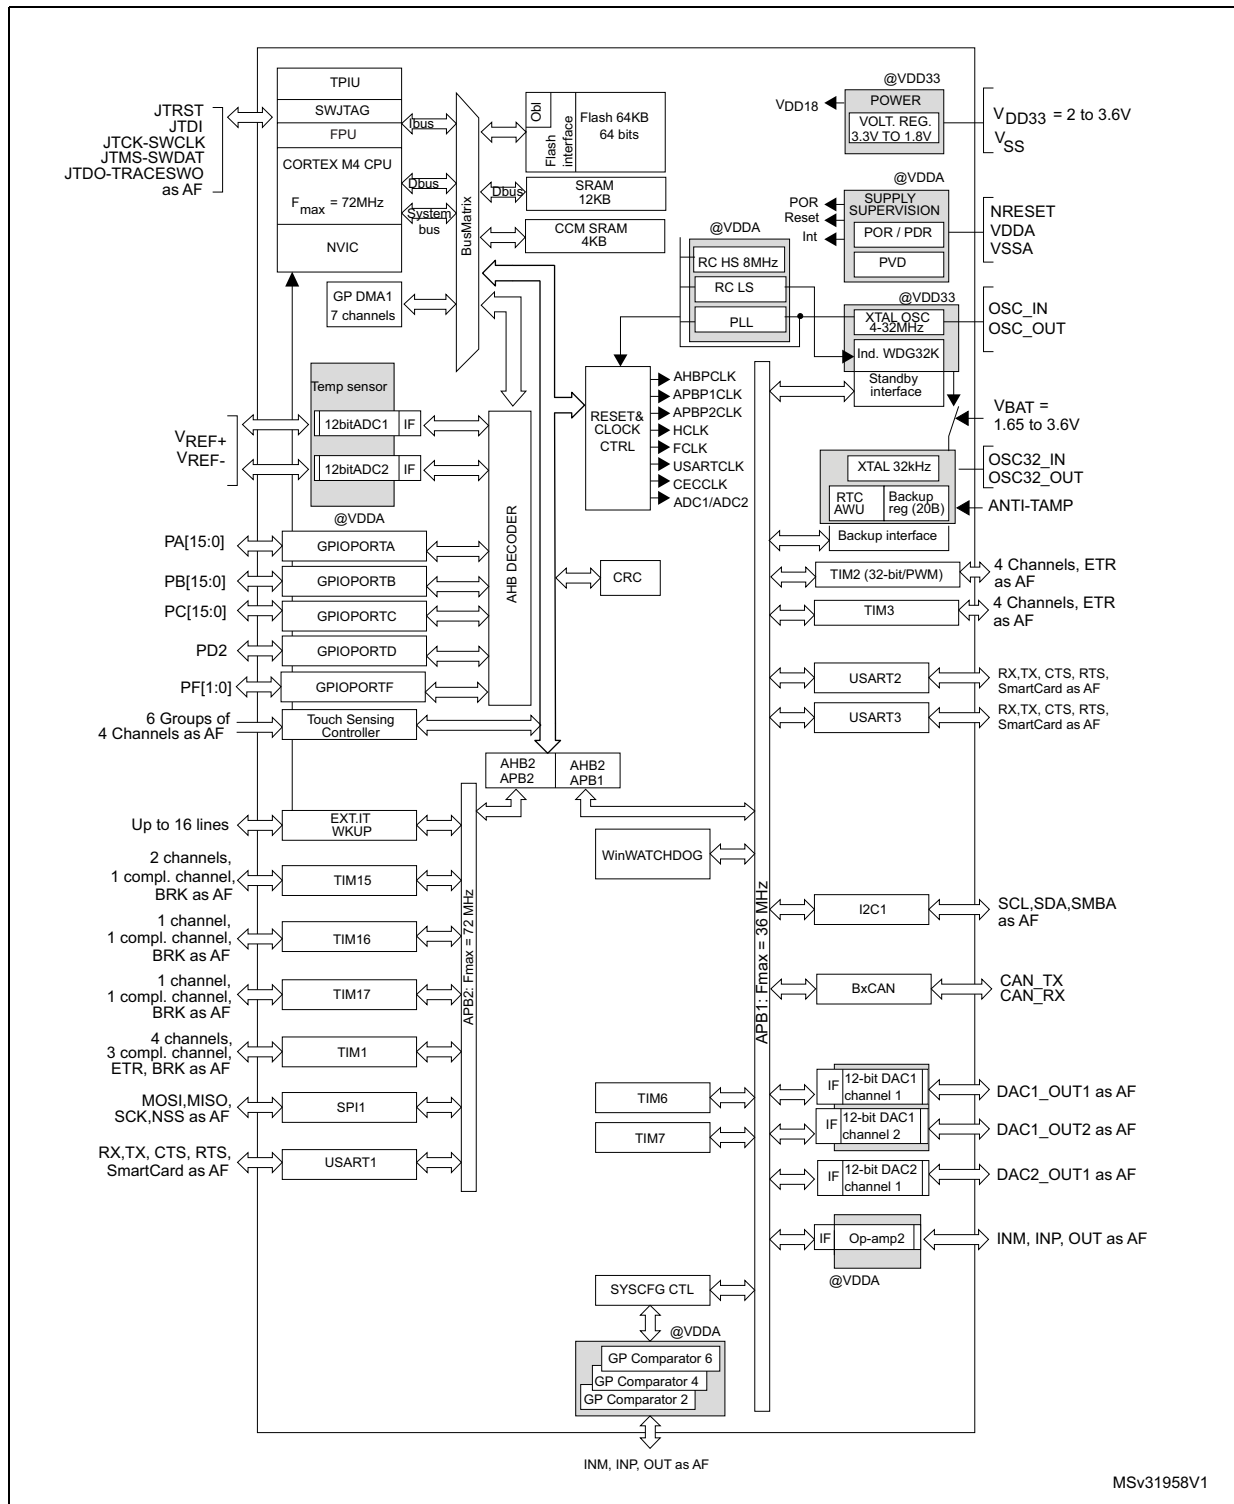 @VDD33
TPIU
SWJTAG
FPU
CORTEX M4 CPU
Fmax = 72MHz
NVIC
JTRST
JTDI
JTCK-SWCLK
JTMS-SWDAT
JTDO-TRACESWO
as AF
Ibus
Dbus
System
bus
BusMatrix
Obl
Flash
interface
Flash 64KB
64 bits
Dbus
SRAM
12KB
CCM SRAM
4KB
GP DMA1
7 channels
VDD18
POWER
VOLT. REG.
3.3V TO 1.8V
VDD33 = 2 to 3.6V
VSS
@VDDA
POR
Reset
Int
SUPPLY
SUPERVISION
POR / PDR
PVD
NRESET
VDDA
VSSA
@VDDA
RC HS 8MHz
RC LS
PLL
@VDD33
XTAL OSC
4-32MHz
Ind. WDG32K
Standby
interface
OSC_IN
OSC_OUT
VBAT =
1.65 to 3.6V
XTAL 32kHz
RTC
AWU
Backup
reg (20B)
Backup interface
OSC32_IN
OSC32_OUT
ANTI-TAMP
RESET&
CLOCK
CTRL
AHBPCLK
APBP1CLK
APBP2CLK
HCLK
FCLK
USARTCLK
CECCLK
ADC1/ADC2
Temp sensor
VREF+
VREF-
12bitADC1
IF
12bitADC2
IF
@VDDA
AHB DECODER
PA[15:0]
GPIOPORTA
PB[15:0]
GPIOPORTB
PC[15:0]
GPIOPORTC
PD2
GPIOPORTD
PF[1:0]
GPIOPORTF
6 Groups of
4 Channels as AF
Touch Sensing
Controller
CRC
AHB2
APB2
AHB2
APB1
TIM2 (32-bit/PWM)
4 Channels, ETR
as AF
TIM3
4 Channels, ETR
as AF
USART2
RX,TX, CTS, RTS,
SmartCard as AF
USART3
RX,TX, CTS, RTS,
SmartCard as AF
Up to 16 lines
EXT.IT
WKUP
2 channels,
1 compl. channel,
BRK as AF
TIM15
1 channel,
1 compl. channel,
BRK as AF
TIM16
1 channel,
1 compl. channel,
BRK as AF
TIM17
4 channels,
3 compl. channel,
ETR, BRK as AF
TIM1
MOSI,MISO,
SCK,NSS as AF
SPI1
RX,TX, CTS, RTS,
SmartCard as AF
USART1
APB2: Fmax = 72 MHz
WinWATCHDOG
APB1: Fmax = 36 MHz
I2C1
SCL,SDA,SMBA
as AF
BxCAN
CAN_TX
CAN_RX
TIM6
TIM7
IF
12-bit DAC1
channel 1
DAC1_OUT1 as AF
IF
12-bit DAC1
channel 2
DAC1_OUT2 as AF
IF
12-bit DAC2
channel 1
DAC2_OUT1 as AF
IF
Op-amp2
INM, INP, OUT as AF
@VDDA
SYSCFG CTL
@VDDA
GP Comparator 6
GP Comparator 4
GP Comparator 2
INM, INP, OUT as AF
MSv31958V1